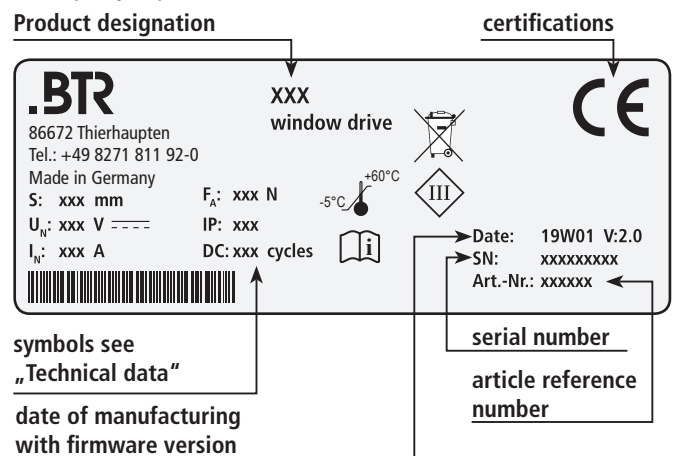 Product designation
certifications
.BTR
86672 Thierhaupten
Tel.: +49 8271 811 92-0
Made in Germany
S: xxx mm
U_N: xxx V
I_N: xxx A
F_A: xxx N
IP: xxx
DC: xxx cycles
XXX
window drive
-5°C
+60°C
i
III
CE
Date: 19W01 V:2.0
SN: xxxxxxxxx
Art.-Nr.: xxxxxx
symbols see
„Technical data“
date of manufacturing
with firmware version
serial number
article reference
number